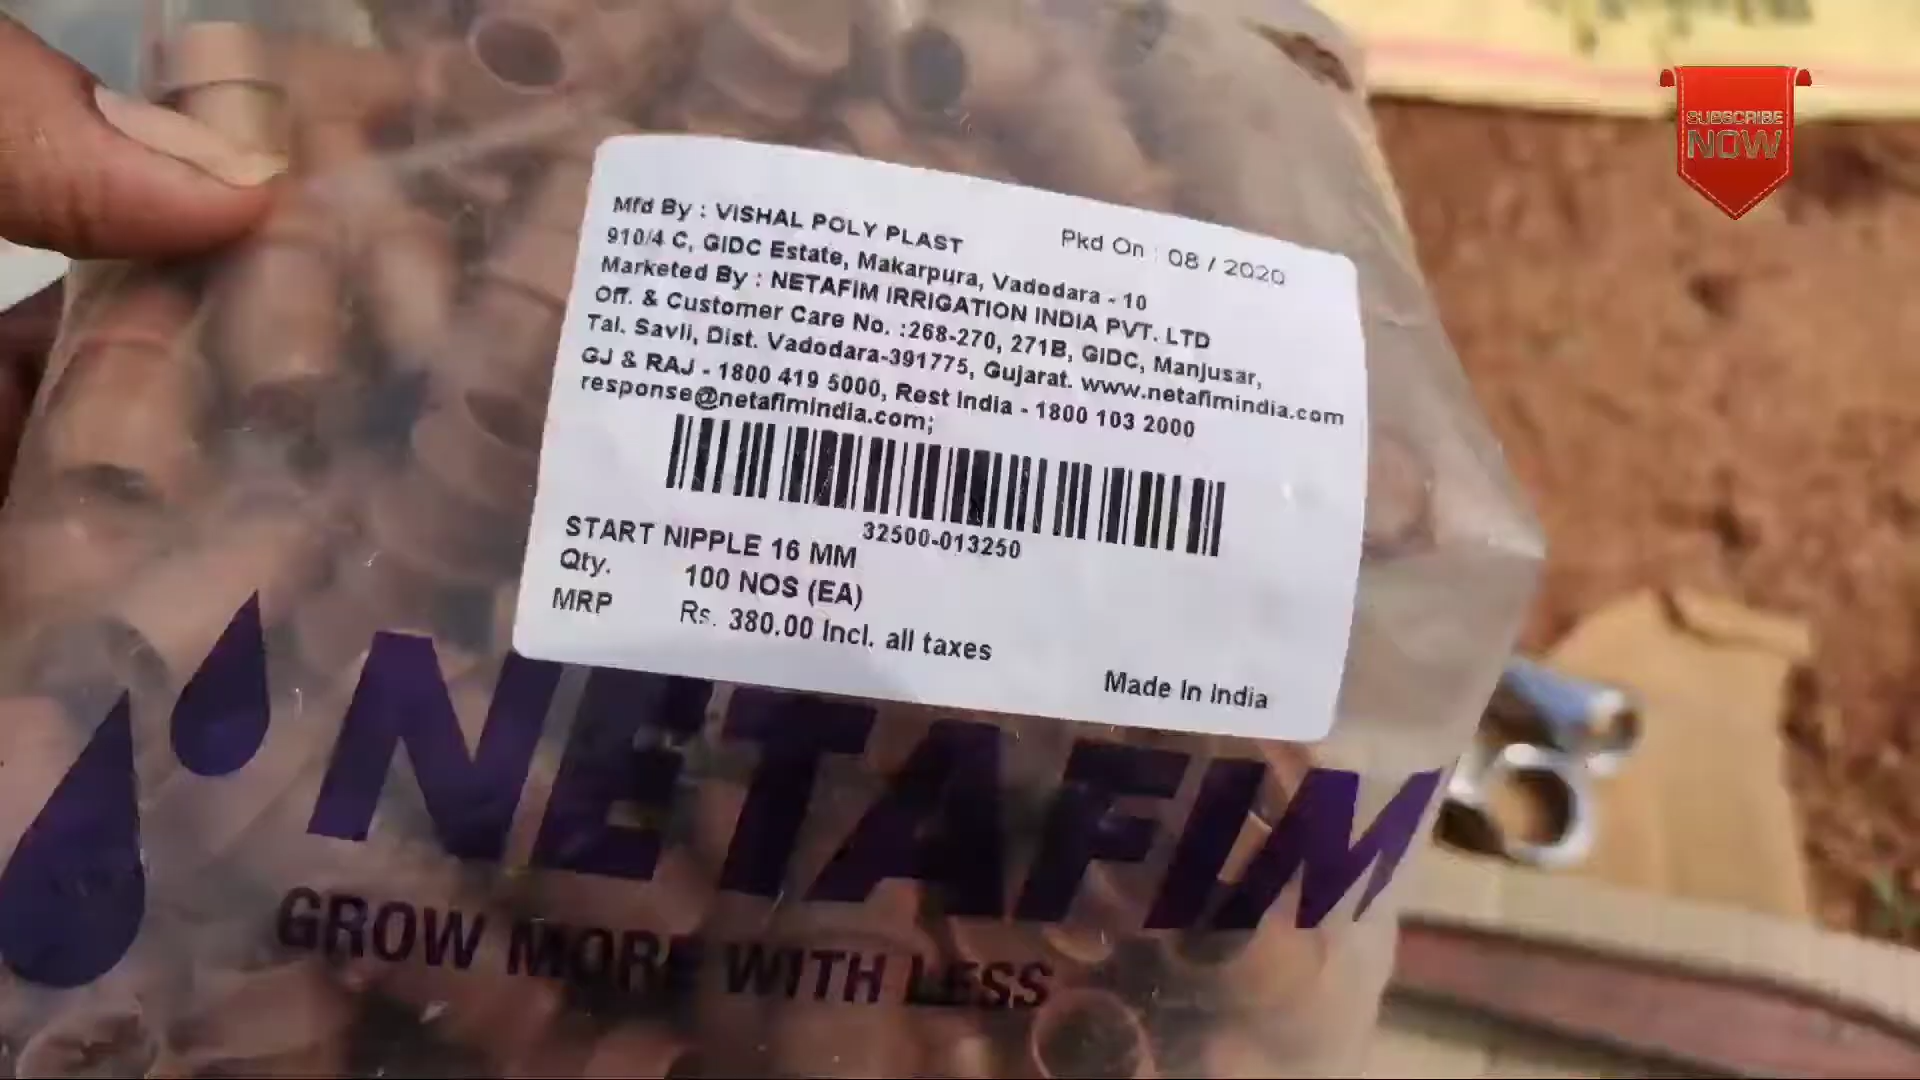 SUBSCRIBE
NOW
Mfd By : VISHAL POLY PLAST
Pkd On : 08 / 2020
910/4 C, GIDC Estate, Makarpura, Vadodara - 10
Marketed By : NETAFIM IRRIGATION INDIA PVT. LTD
Off. & Customer Care No. :268-270, 271B, GIDC, Manjusar,
Tal. Savli, Dist. Vadodara-391775, Gujarat. www.netafimindia.com
GJ & RAJ - 1800 419 5000, Rest India - 1800 103 2000
response@netafimindia.com;
32500-013250
START NIPPLE 16 MM
Qty. 100 NOS (EA)
MRP Rs. 380.00 Incl. all taxes
Made In India
NETAFIM
GROW MORE WITH LESS